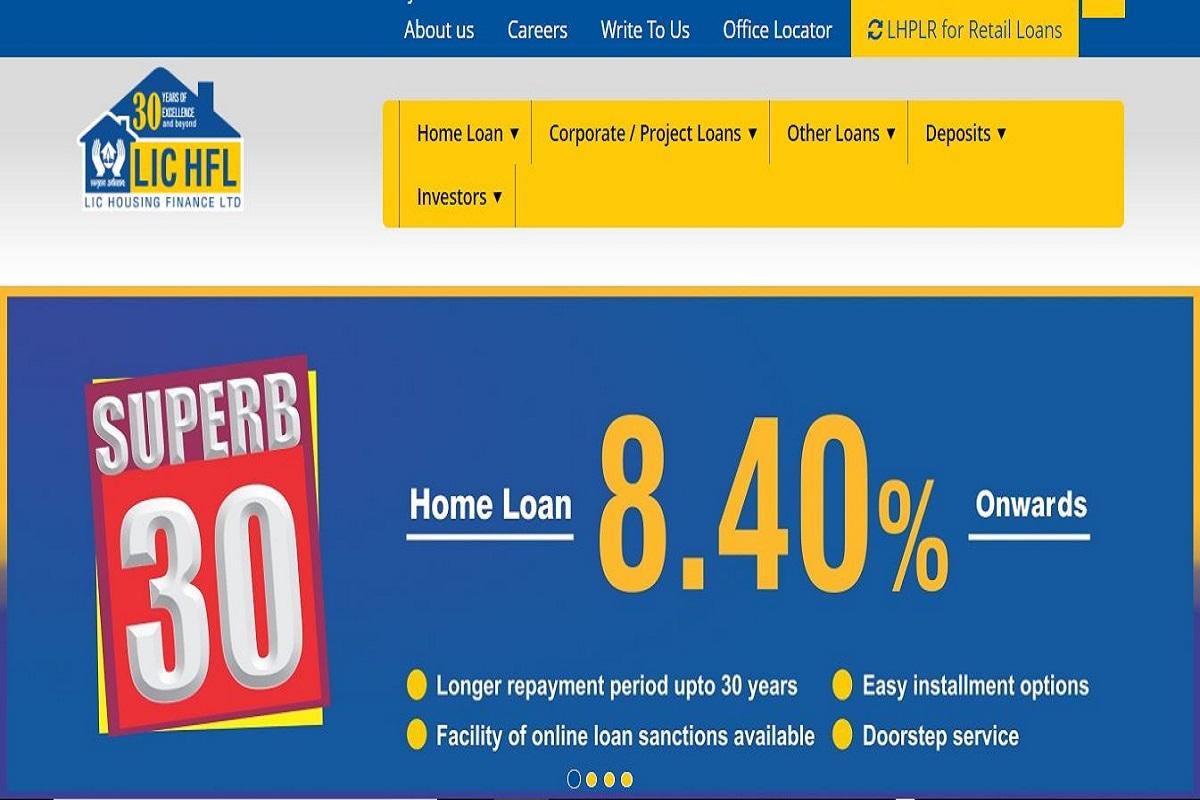 About us Careers Write To Us Office Locator LHPLR for Retail Loans
30 YEARS OF
EXCELLENCE
and beyond
LIC HFL
LIC HOUSING FINANCE LTD
Home Loan ▼ Corporate / Project Loans ▼ Other Loans ▼ Deposits ▼
Investors ▼
SUPERB
30
Home Loan 8.40% Onwards
Longer repayment period upto 30 years
Easy installment options
Facility of online loan sanctions available
Doorstep service